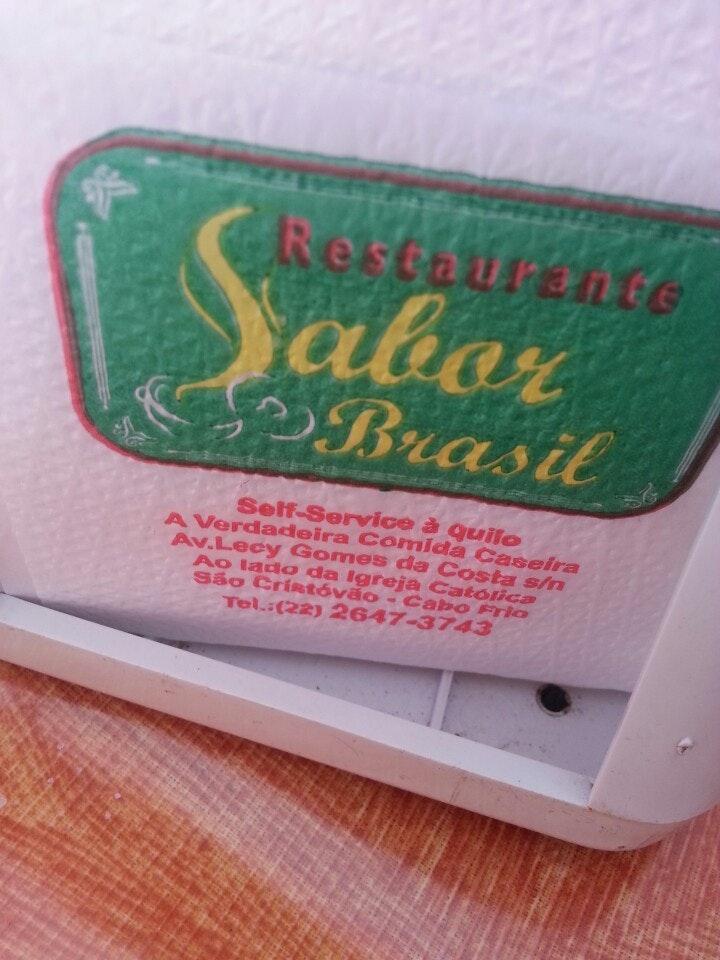 Restaurante
Sabor
Brasil
Self-Service à quilo
A Verdadeira Comida Caseira
Av.Lecy Gomes da Costa s/n
Ao lado da Igreja Católica
São Cristóvão - Cabo Frio
Tel.:(22) 2647-3743